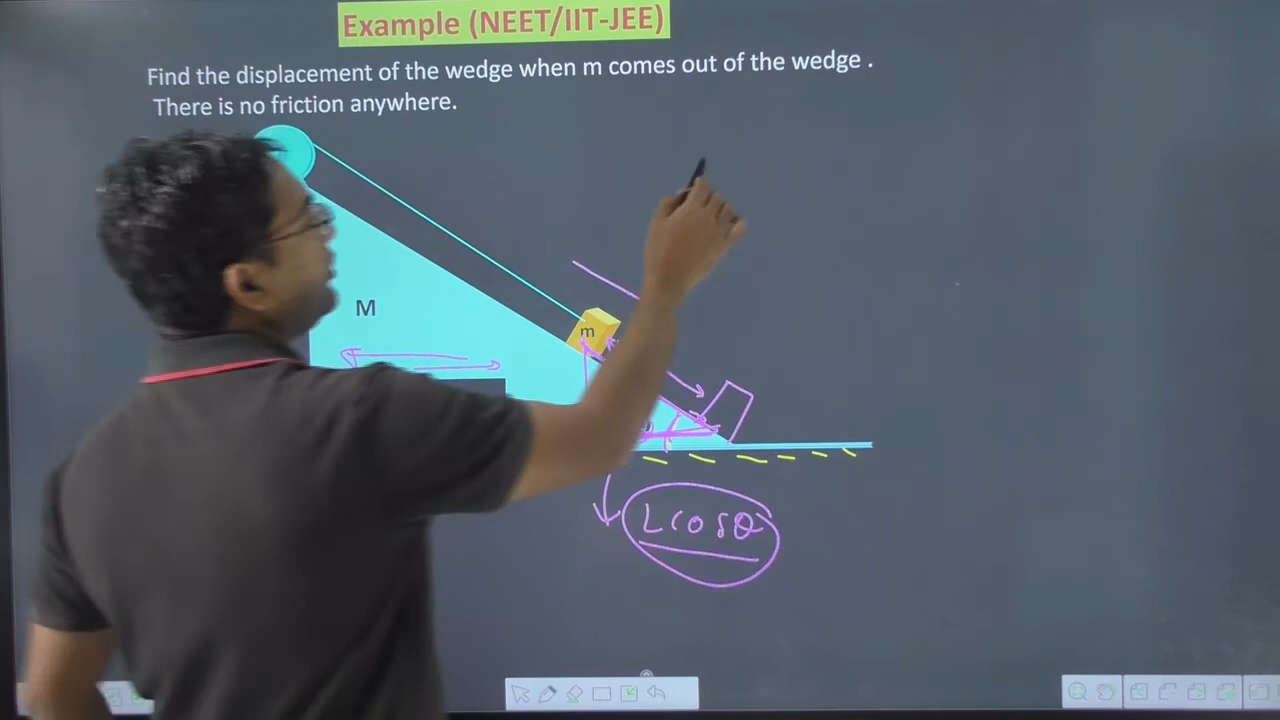 Example (NEET/IIT-JEE)
Find the displacement of the wedge when m comes out of the wedge .
There is no friction anywhere.
M
m
L cos θ